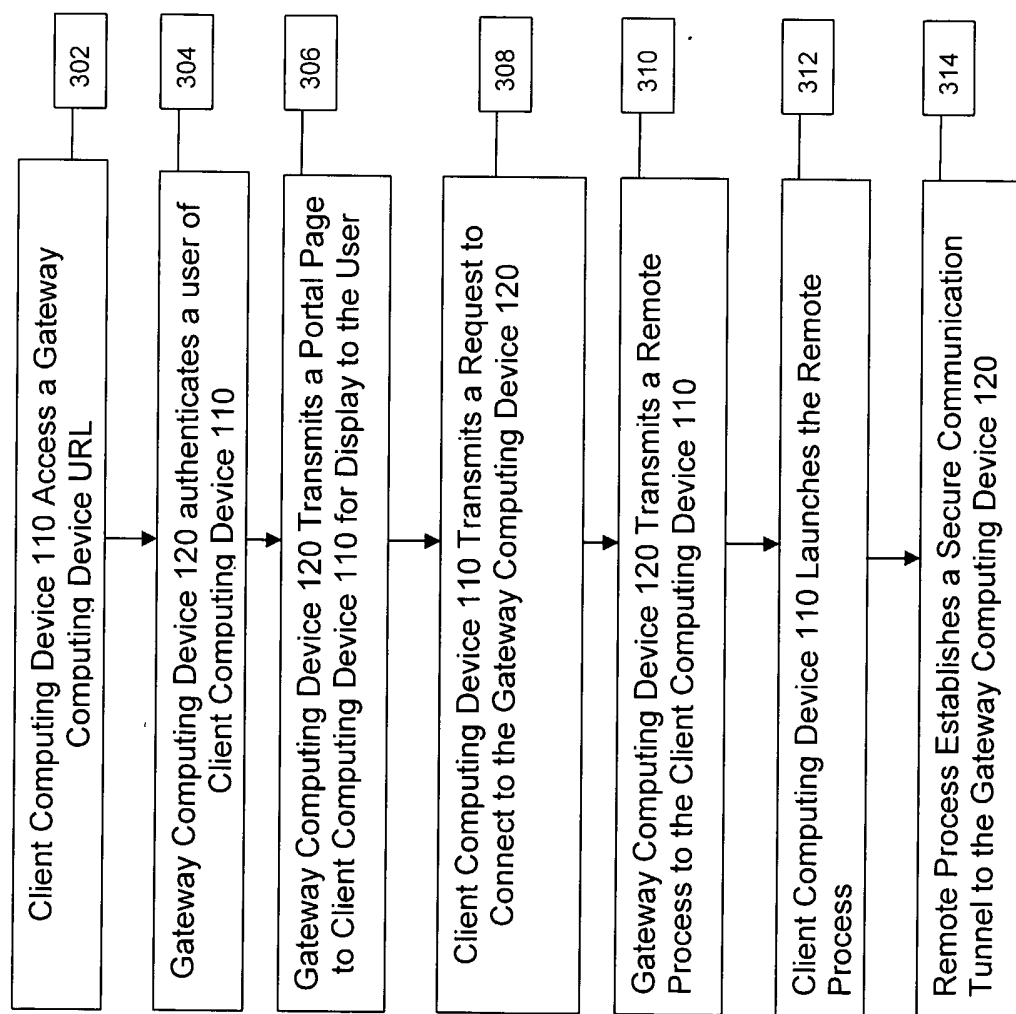 Client Computing Device 110 Access a Gateway
Computing Device URL
302
Gateway Computing Device 120 authenticates a user of
Client Computing Device 110
304
Gateway Computing Device 120 Transmits a Portal Page
to Client Computing Device 110 for Display to the User
306
Client Computing Device 110 Transmits a Request to
Connect to the Gateway Computing Device 120
308
Gateway Computing Device 120 Transmits a Remote
Process to the Client Computing Device 110
310
Client Computing Device 110 Launches the Remote
Process
312
Remote Process Establishes a Secure Communication
Tunnel to the Gateway Computing Device 120
314